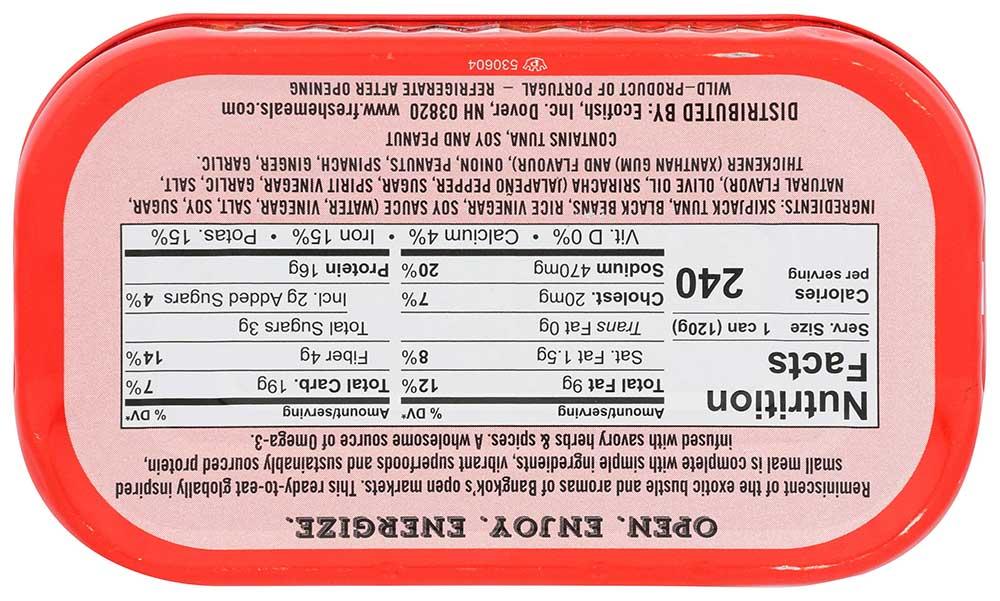 OPEN. ENJOY. ENERGIZE.
Reminiscent of the exotic bustle and aromas of Bangkok's open markets. This ready-to-eat globally inspired
small meal is complete with simple ingredients, vibrant superfoods and sustainably sourced protein,
infused with savory herbs & spices. A wholesome source of Omega-3.
Nutrition
Facts
Serv. Size 1 can (120g)
Calories
per serving
240
Amount/serving % DV*
Total Fat 9g 12%
Sat. Fat 1.5g 8%
Trans Fat 0g
Cholest. 20mg 7%
Sodium 470mg 20%
Amount/serving % DV*
Total Carb. 19g 7%
Fiber 4g 14%
Total Sugars 3g
Incl. 2g Added Sugars 4%
Protein 16g
Vit. D 0% • Calcium 4% • Iron 15% • Potas. 15%
INGREDIENTS: SKIPJACK TUNA, BLACK BEANS, RICE VINEGAR, SOY SAUCE (WATER, VINEGAR, SALT, SOY, SUGAR,
NATURAL FLAVOR), OLIVE OIL, SRIRACHA (JALAPEÑO PEPPER, SUGAR, SPIRIT VINEGAR, GARLIC, SALT,
THICKENER (XANTHAN GUM) AND FLAVOUR), ONION, PEANUTS, SPINACH, GINGER, GARLIC.
CONTAINS TUNA, SOY AND PEANUT
DISTRIBUTED BY: Ecofish, Inc. Dover, NH 03820 www.freshemeals.com
WILD-PRODUCT OF PORTUGAL - REFRIGERATE AFTER OPENING
530604